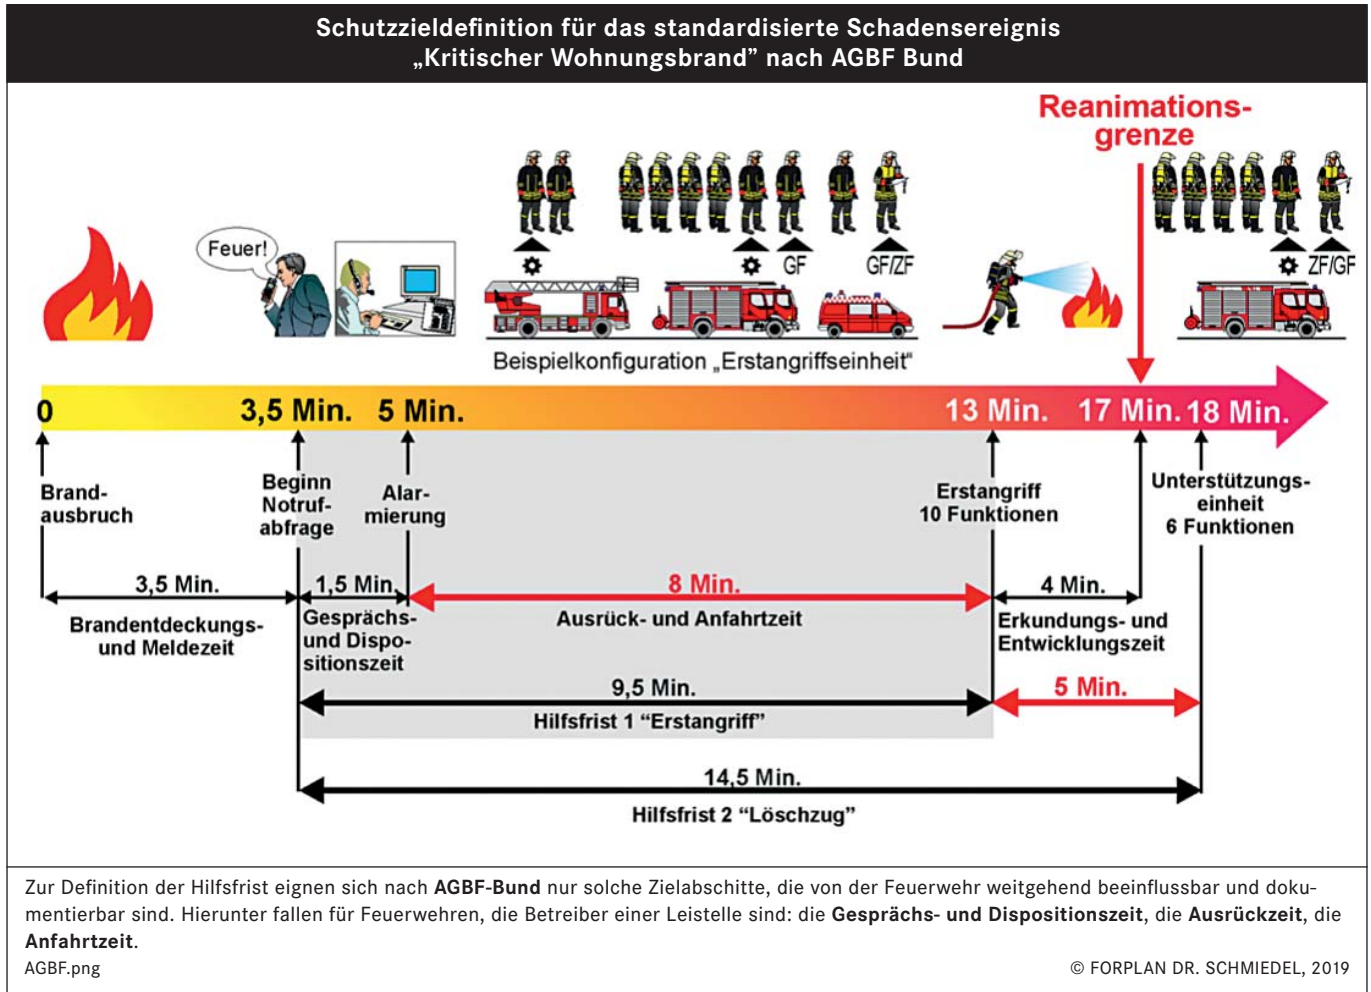 Schutzzieldefinition für das standardisierte Schadensereignis
„Kritischer Wohnungsbrand” nach AGBF Bund
Reanimations-
grenze
Feuer!
GF
GF/ZF
ZF/GF
Beispielkonfiguration „Erstangriffseinheit“
0
3,5 Min.
5 Min.
13 Min.
17 Min.
18 Min.
Brand-
ausbruch
Beginn
Notruf-
abfrage
Alar-
mierung
Erstangriff
10 Funktionen
Unterstützungs-
einheit
6 Funktionen
3,5 Min.
Brandentdeckungs-
und Meldezeit
1,5 Min.
Gesprächs-
und Dispo-
sitionszeit
8 Min.
Ausrück- und Anfahrtzeit
4 Min.
Erkundungs- und
Entwicklungszeit
9,5 Min.
Hilfsfrist 1 “Erstangriff”
5 Min.
14,5 Min.
Hilfsfrist 2 “Löschzug”
Zur Definition der Hilfsfrist eignen sich nach AGBF-Bund nur solche Zielabschitte, die von der Feuerwehr weitgehend beeinflussbar und doku-
mentierbar sind. Hierunter fallen für Feuerwehren, die Betreiber einer Leistelle sind: die Gesprächs- und Dispositionszeit, die Ausrückzeit, die
Anfahrtzeit.
AGBF.png
© FORPLAN DR. SCHMIEDEL, 2019